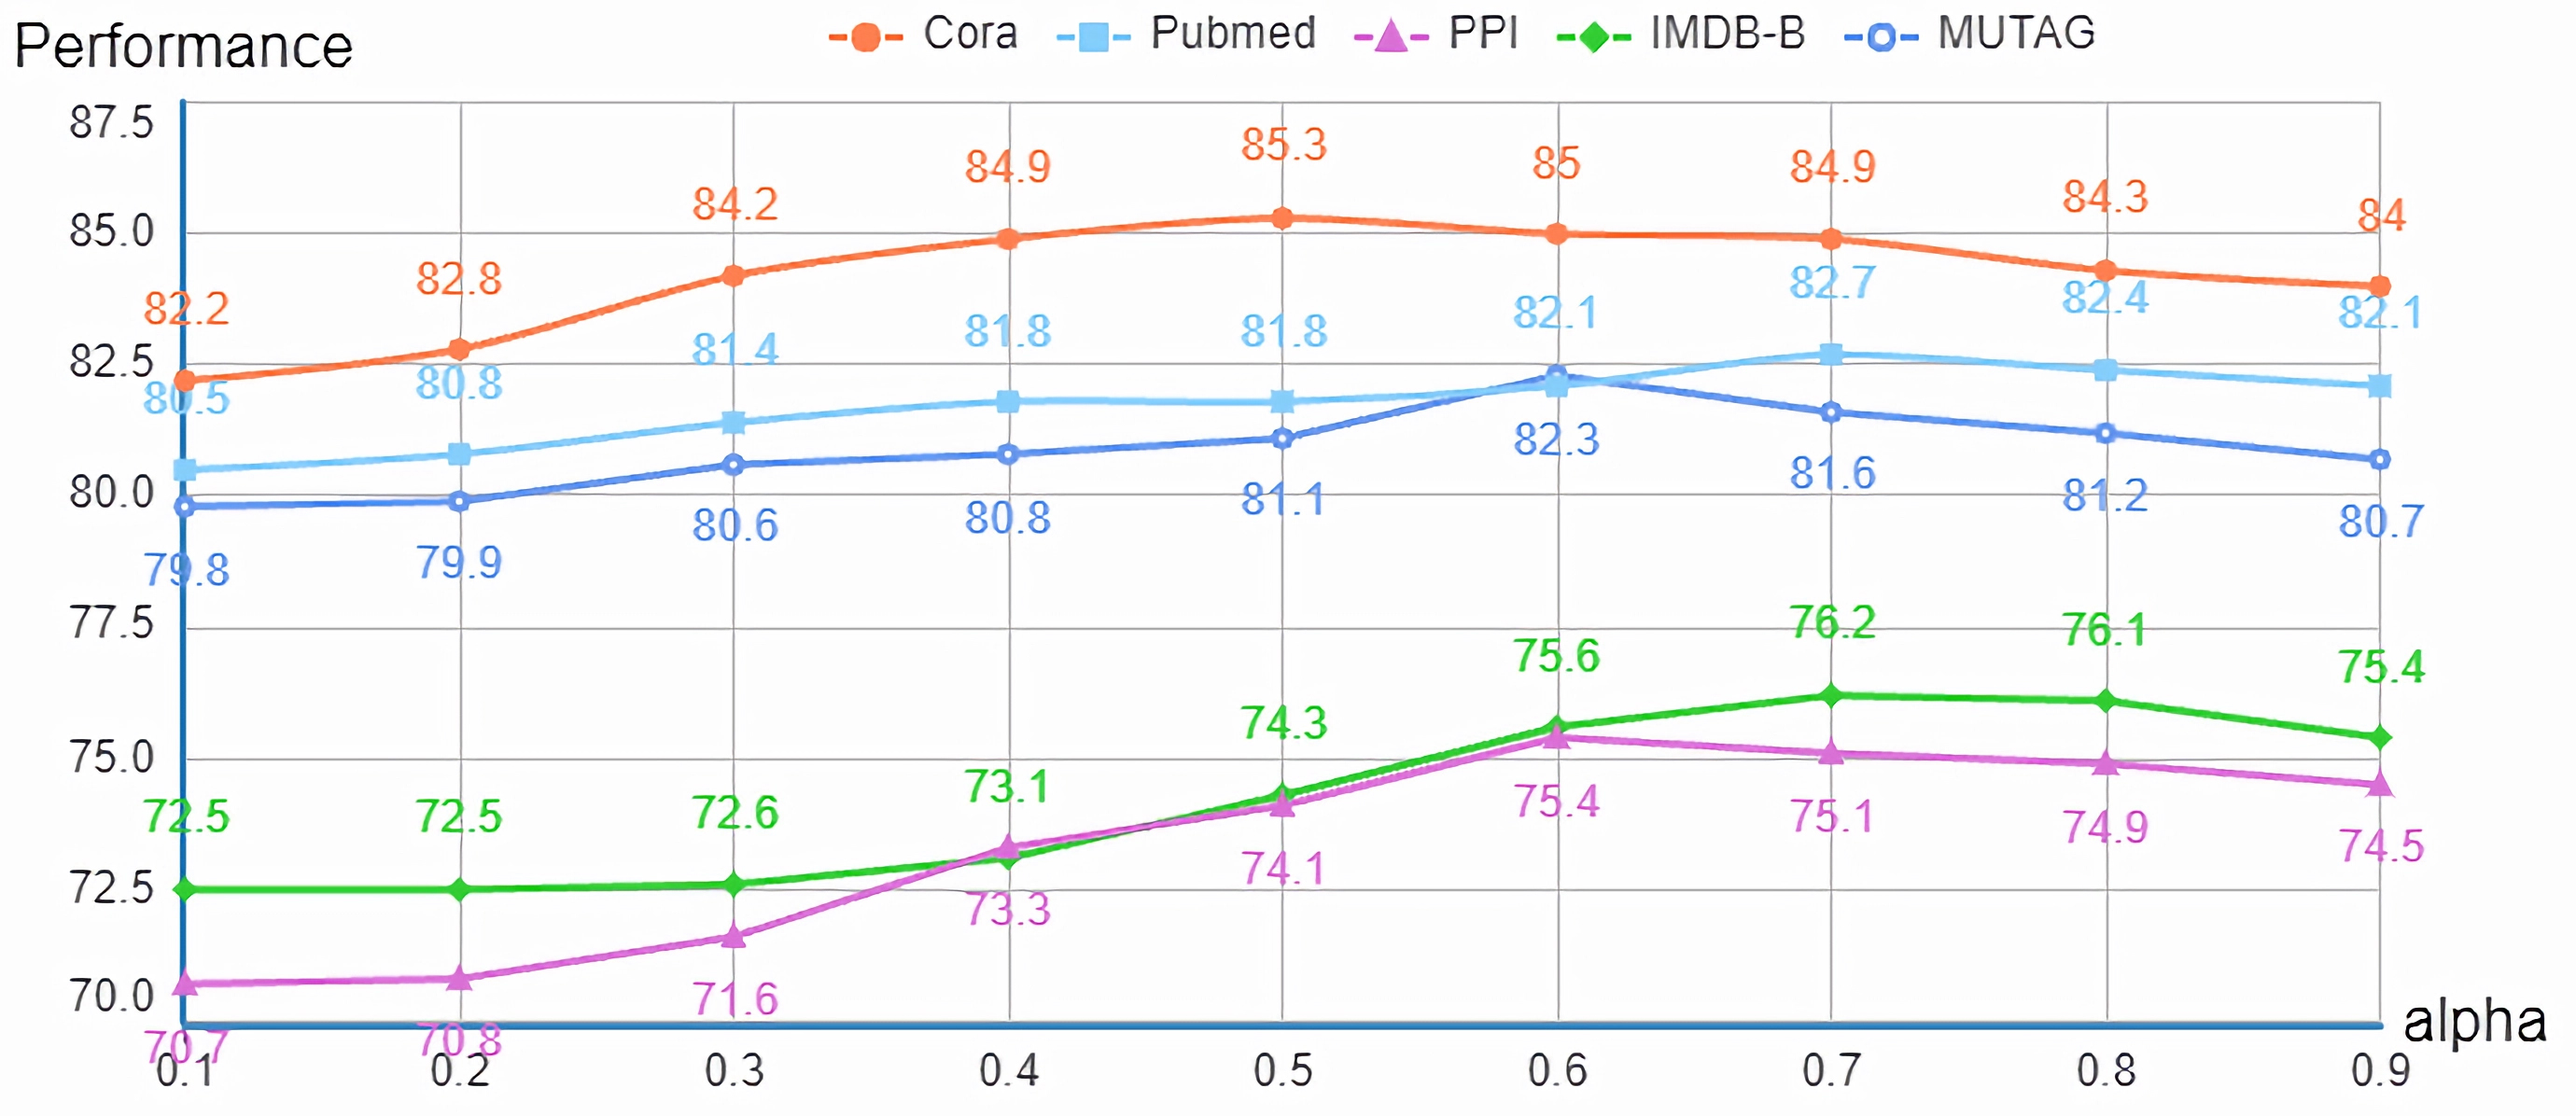 Performance
Cora Pubmed PPI IMDB-B MUTAG
87.5
85.3
84.9 85 84.9
84.2 84.3 84
85.0
82.8 82.7
82.2 82.1 82.4 82.1
81.4 81.8 81.8
82.5
80.5 80.8
82.3
81.6
80.0 81.1 81.2
80.6 80.8 80.7
79.8 79.9
77.5 76.2 76.1
75.6 75.4
74.3
75.0
73.1 75.4
72.5 72.5 72.6 75.1 74.9
74.1 74.5
72.5
73.3
70.0 71.6
alpha
70.7 70.8
0.1 0.2 0.3 0.4 0.5 0.6 0.7 0.8 0.9